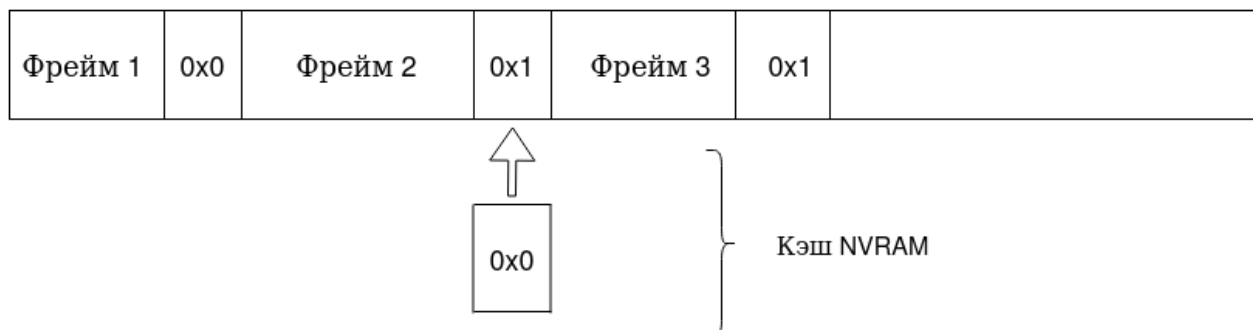 Фрейм 1 0x0 Фрейм 2 0x1 Фрейм 3 0x1
0x0
Кэш NVRAM